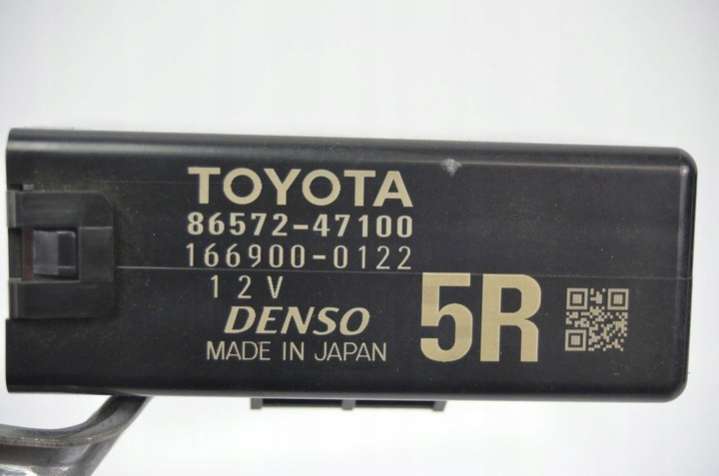 TOYOTA
86572-47100
166900-0122
12V
DENSO
MADE IN JAPAN
5R